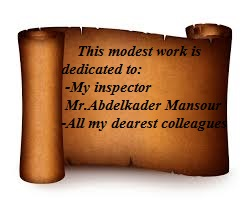 This modest work is
dedicated to:
-My inspector
Mr.Abdelkader Mansour
-All my dearest colleagues